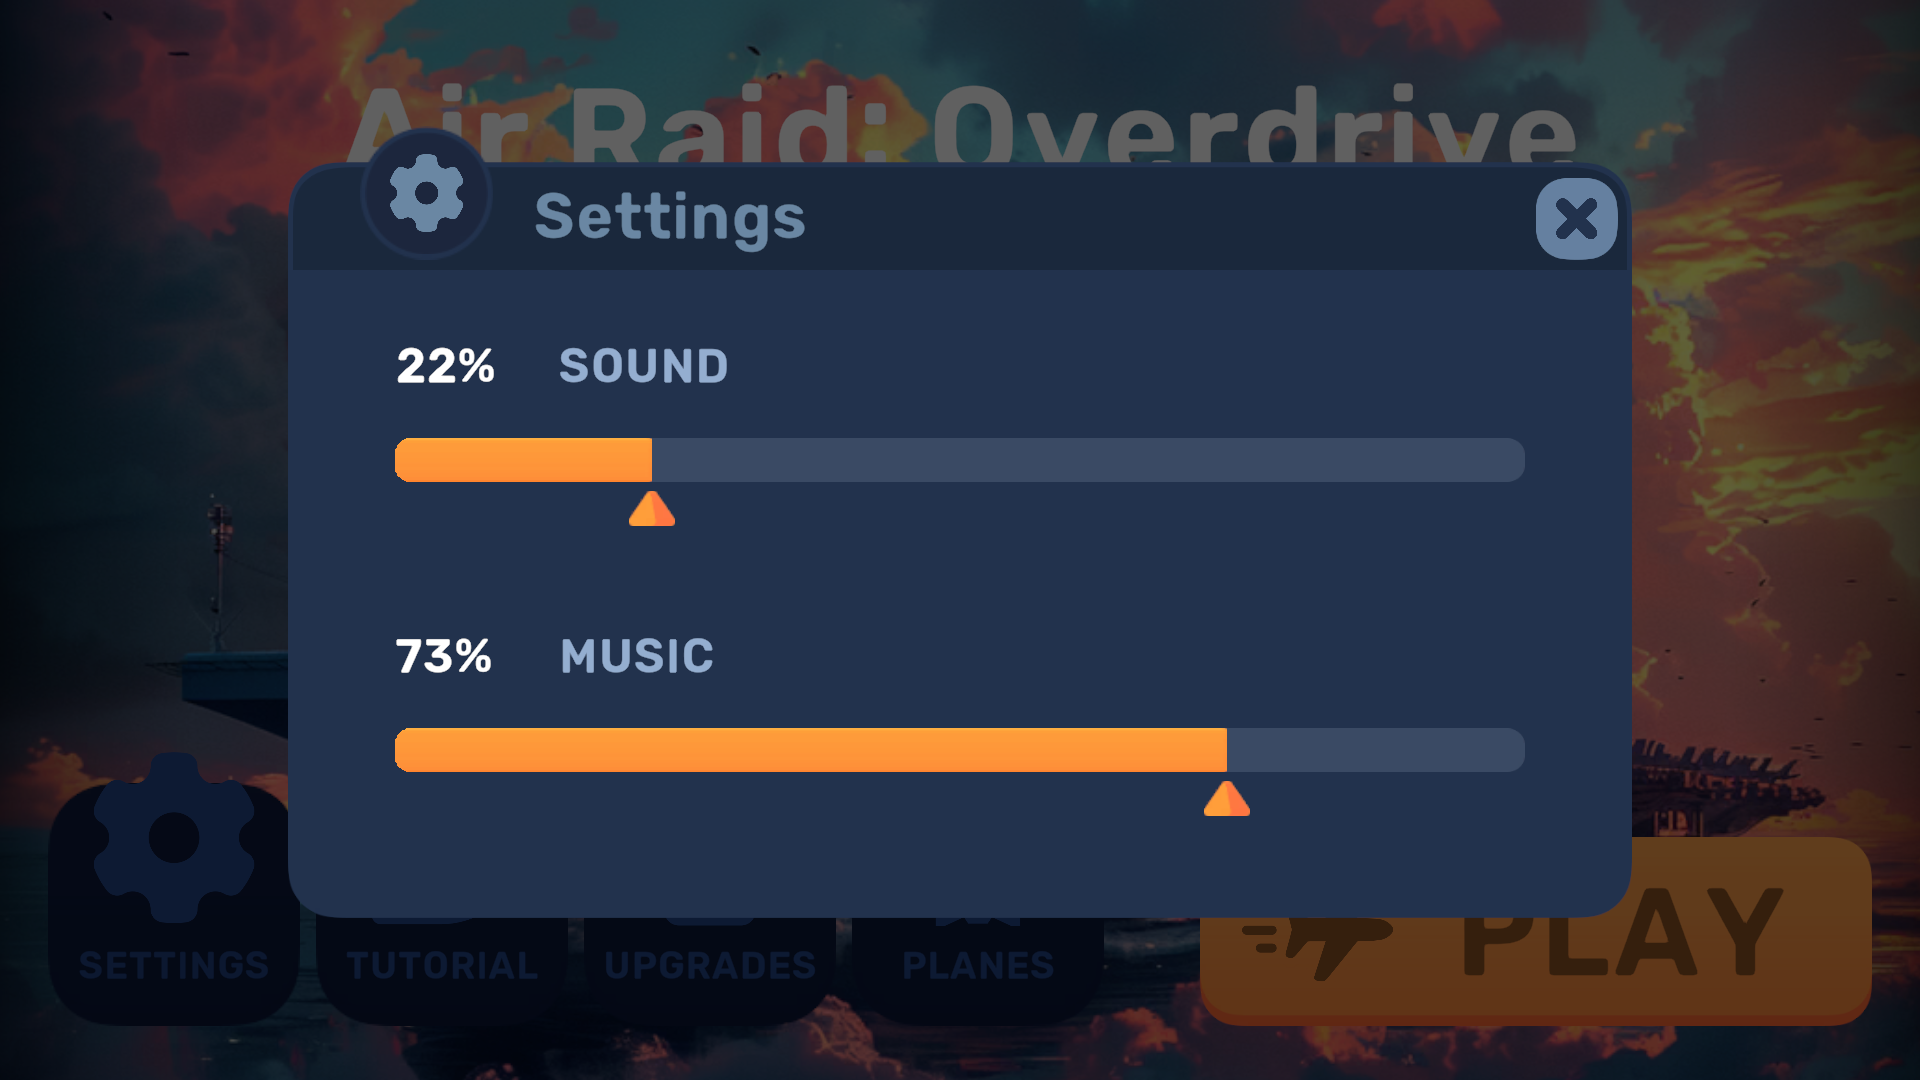 Air Raid: Overdrive
Settings
22% SOUND
73% MUSIC
SETTINGS
TUTORIAL
UPGRADES
PLANES
PLAY